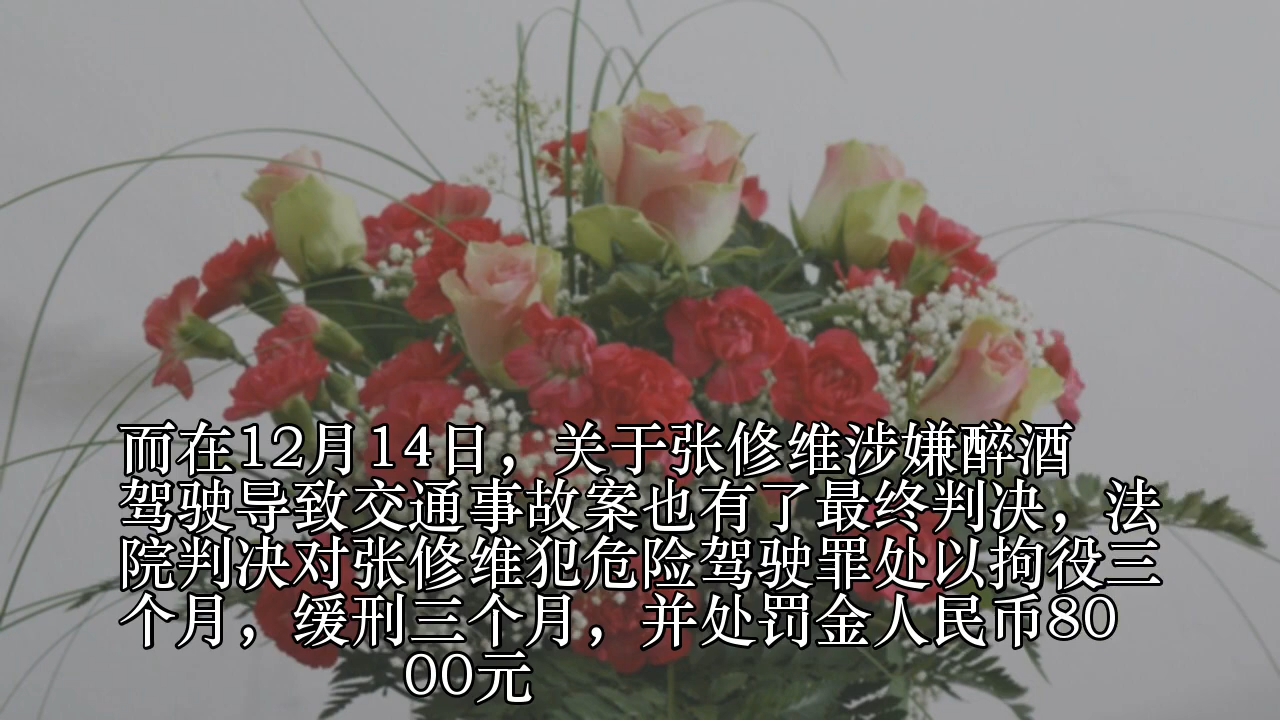 而在12月14日，关于张修维涉嫌醉酒
驾驶导致交通事故案也有了最终判决，法
院判决对张修维犯危险驾驶罪处以拘役三
个月，缓刑三个月，并处罚金人民币80
00元